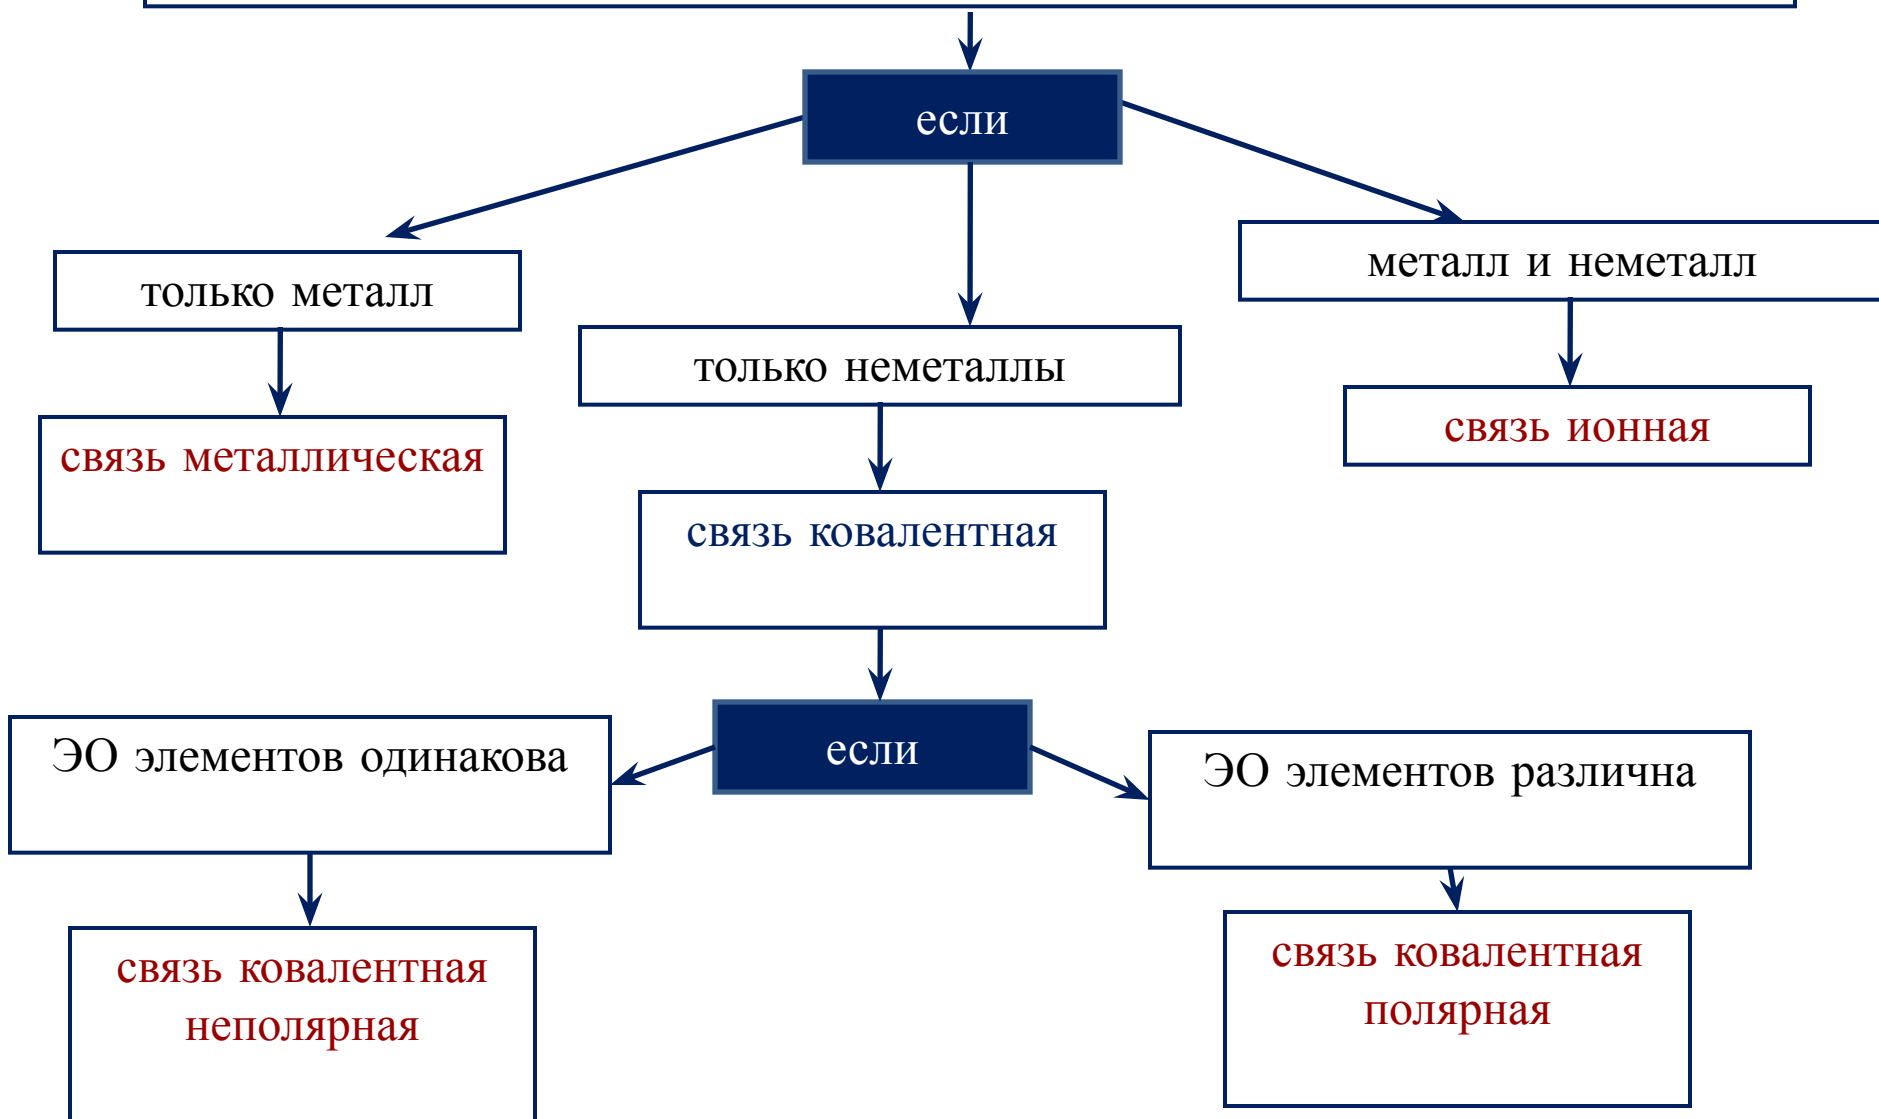 если
только металл
металл и неметалл
только неметаллы
связь металлическая
связь ионная
связь ковалентная
если
ЭО элементов одинакова
ЭО элементов различна
связь ковалентная
неполярная
связь ковалентная
полярная